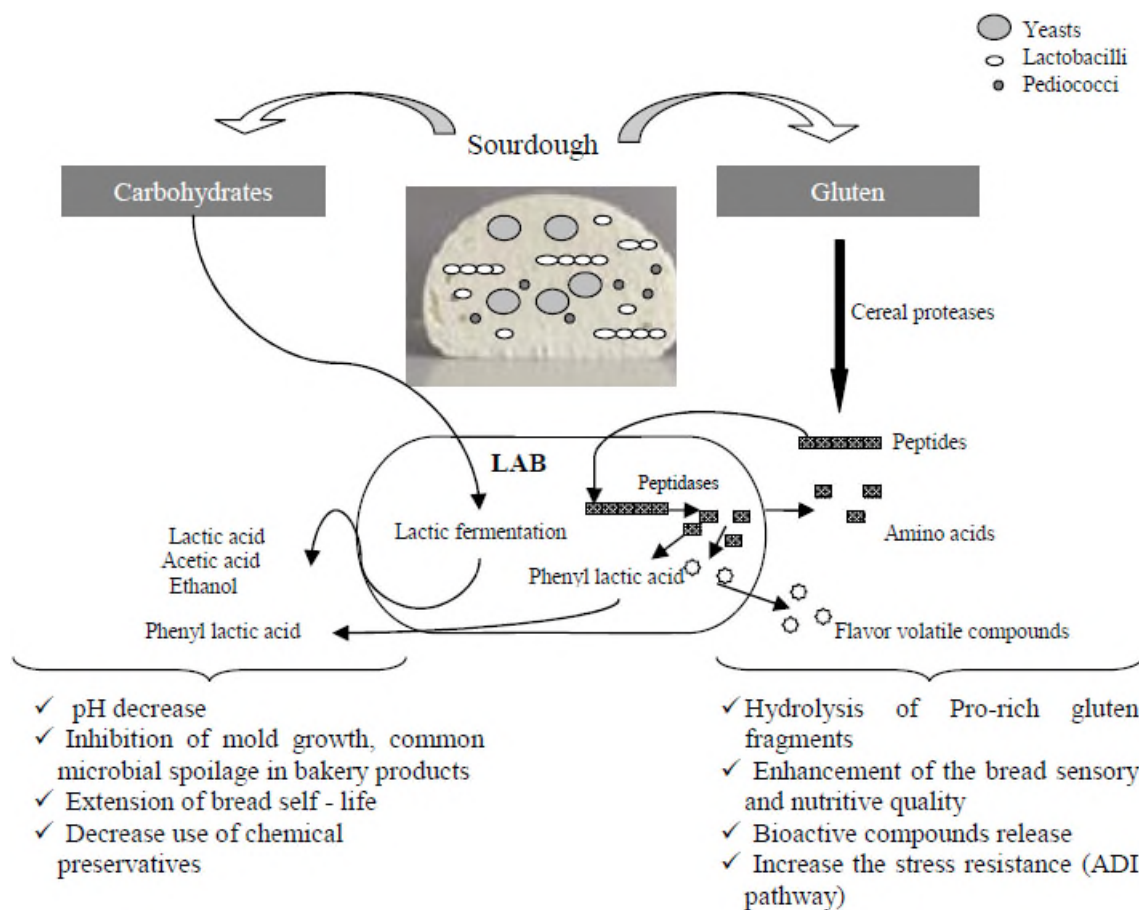 Yeasts
Lactobacilli
Pediococci
Sourdough
Carbohydrates
Gluten
Cereal proteases
Peptides
LAB
Peptidases
Lactic fermentation
Amino acids
Lactic acid
Acetic acid
Ethanol
Phenyl lactic acid
Phenyl lactic acid
Flavor volatile compounds
✓ pH decrease
✓ Inhibition of mold growth, common
microbial spoilage in bakery products
✓ Extension of bread self - life
✓ Decrease use of chemical
preservatives
✓ Hydrolysis of Pro-rich gluten
fragments
✓ Enhancement of the bread sensory
and nutritive quality
✓ Bioactive compounds release
✓ Increase the stress resistance (ADI
pathway)